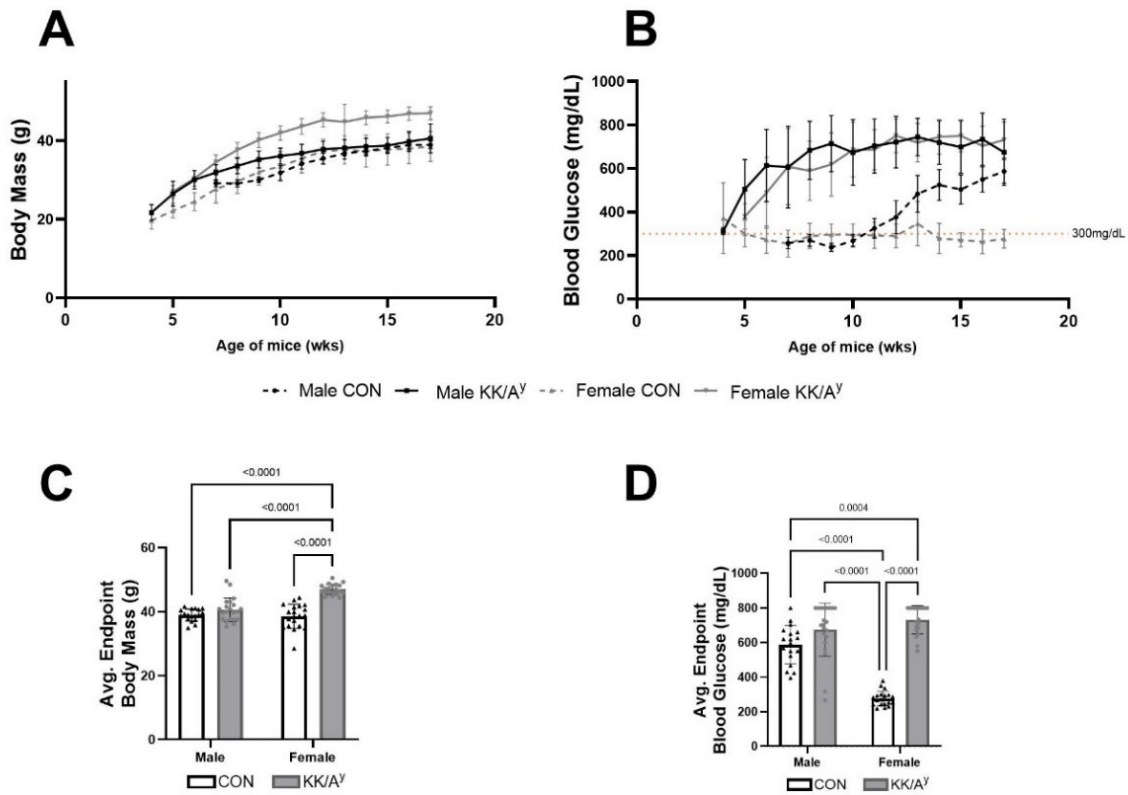 A
B
Body Mass (g)
40
20
0
0
5
10
15
20
Age of mice (wks)
Blood Glucose (mg/dL)
1000
800
600
400
200
0
0
5
10
15
20
300mg/dL
Age of mice (wks)
Male CON
Male KK/Aʸ
Female CON
Female KK/Aʸ
C
<0.0001
<0.0001
<0.0001
Avg. Endpoint
Body Mass (g)
60
40
20
0
Male
Female
CON
KK/Aʸ
D
0.0004
<0.0001
<0.0001
<0.0001
Avg. Endpoint
Blood Glucose (mg/dL)
1000
800
600
400
200
0
Male
Female
CON
KK/Aʸ